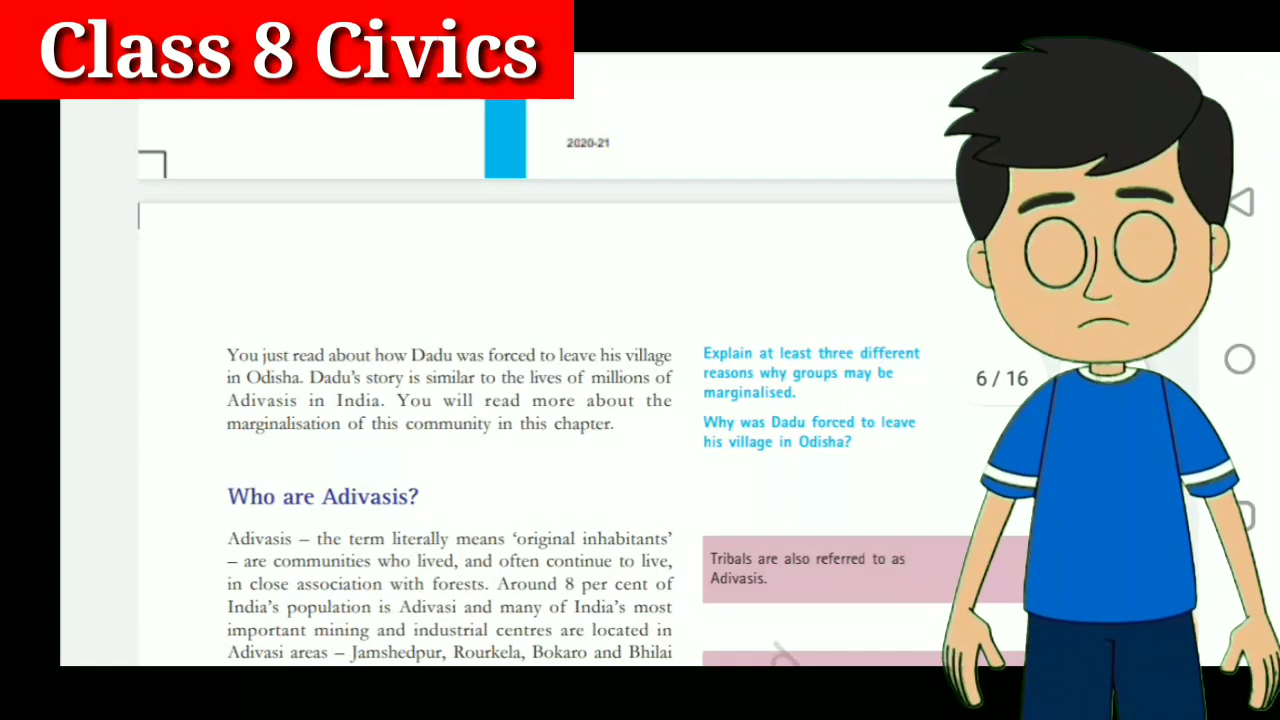 Class 8 Civics
2020-21
You just read about how Dadu was forced to leave his village
in Odisha. Dadu's story is similar to the lives of millions of
Adivasis in India. You will read more about the
marginalisation of this community in this chapter.
Explain at least three different
reasons why groups may be
marginalised.
Why was Dadu forced to leave
his village in Odisha?
6 / 16
Who are Adivasis?
Adivasis – the term literally means ‘original inhabitants’
– are communities who lived, and often continue to live,
in close association with forests. Around 8 per cent of
India's population is Adivasi and many of India's most
important mining and industrial centres are located in
Adivasi areas – Jamshedpur, Rourkela, Bokaro and Bhilai
Tribals are also referred to as
Adivasis.